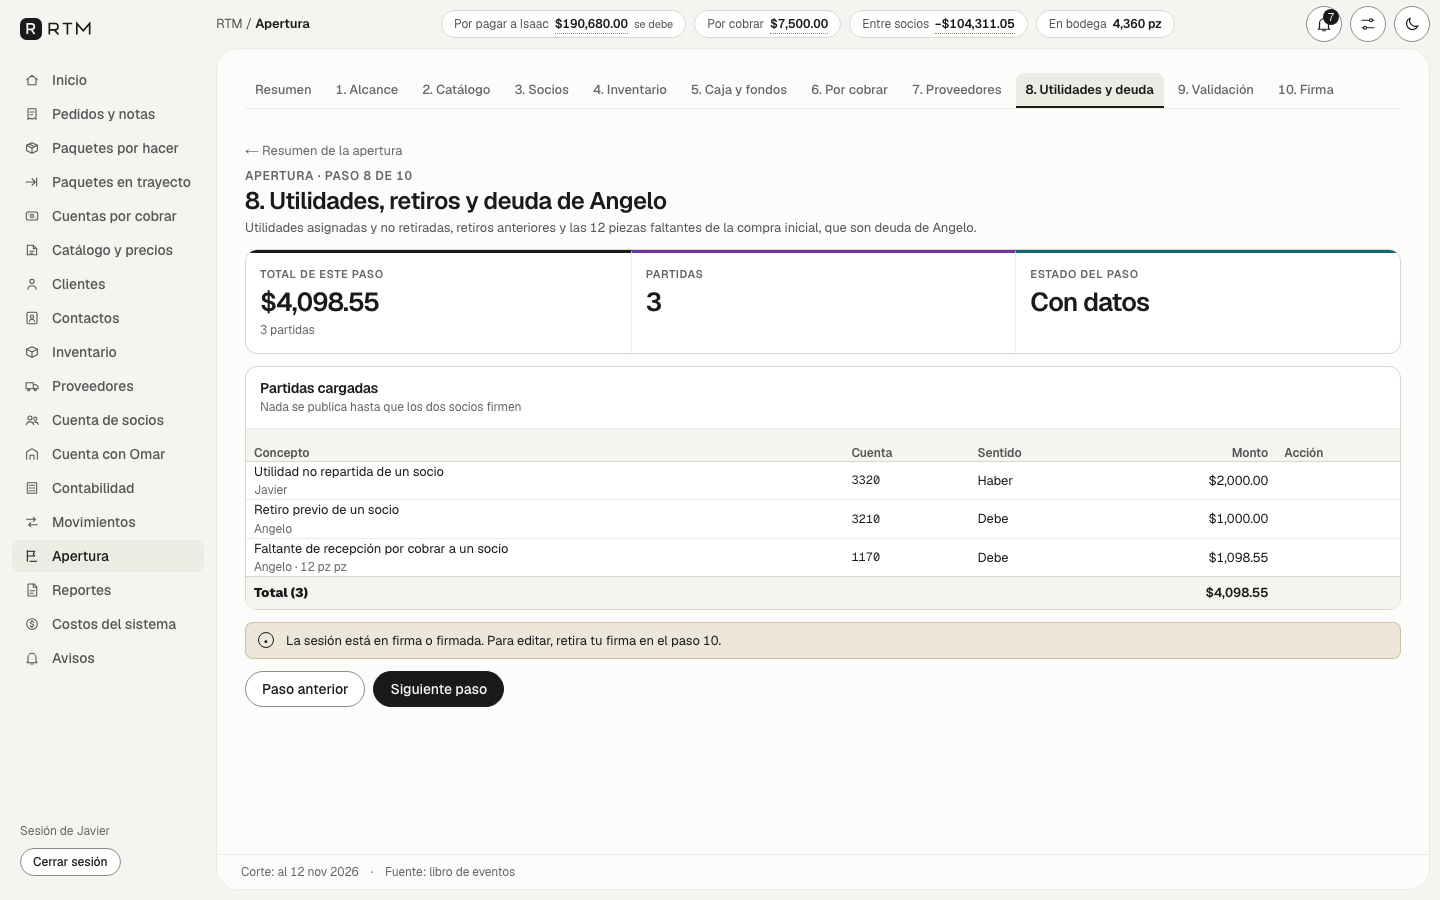 R RTM
RTM / Apertura
Por pagar a Isaac $190,680.00 se debe
Por cobrar $7,500.00
Entre socios −$104,311.05
En bodega 4,360 pz
7
Inicio
Pedidos y notas
Paquetes por hacer
Paquetes en trayecto
Cuentas por cobrar
Catálogo y precios
Clientes
Contactos
Inventario
Proveedores
Cuenta de socios
Cuenta con Omar
Contabilidad
Movimientos
Apertura
Reportes
Costos del sistema
Avisos
Sesión de Javier
Cerrar sesión
Resumen 1. Alcance 2. Catálogo 3. Socios 4. Inventario 5. Caja y fondos 6. Por cobrar 7. Proveedores 8. Utilidades y deuda 9. Validación 10. Firma
← Resumen de la apertura
APERTURA · PASO 8 DE 10
8. Utilidades, retiros y deuda de Angelo
Utilidades asignadas y no retiradas, retiros anteriores y las 12 piezas faltantes de la compra inicial, que son deuda de Angelo.
TOTAL DE ESTE PASO
$4,098.55
3 partidas
PARTIDAS
3
ESTADO DEL PASO
Con datos
Partidas cargadas
Nada se publica hasta que los dos socios firmen
Concepto Cuenta Sentido Monto Acción
Utilidad no repartida de un socio
Javier
3320 Haber $2,000.00
Retiro previo de un socio
Angelo
3210 Debe $1,000.00
Faltante de recepción por cobrar a un socio
Angelo · 12 pz pz
1170 Debe $1,098.55
Total (3) $4,098.55
La sesión está en firma o firmada. Para editar, retira tu firma en el paso 10.
Paso anterior
Siguiente paso
Corte: al 12 nov 2026 · Fuente: libro de eventos